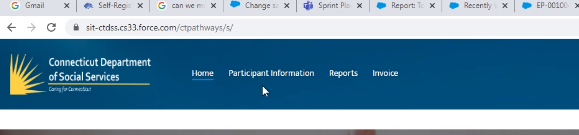 Gmail
Self-Regi
can we m
Change s
Sprint Pla
Report: T
Recently
EP-00100
sit-ctdss.cs33.force.com/ctpathways/s/
Connecticut Department
of Social Services
Caring for Connecticut
Home Participant Information Reports Invoice